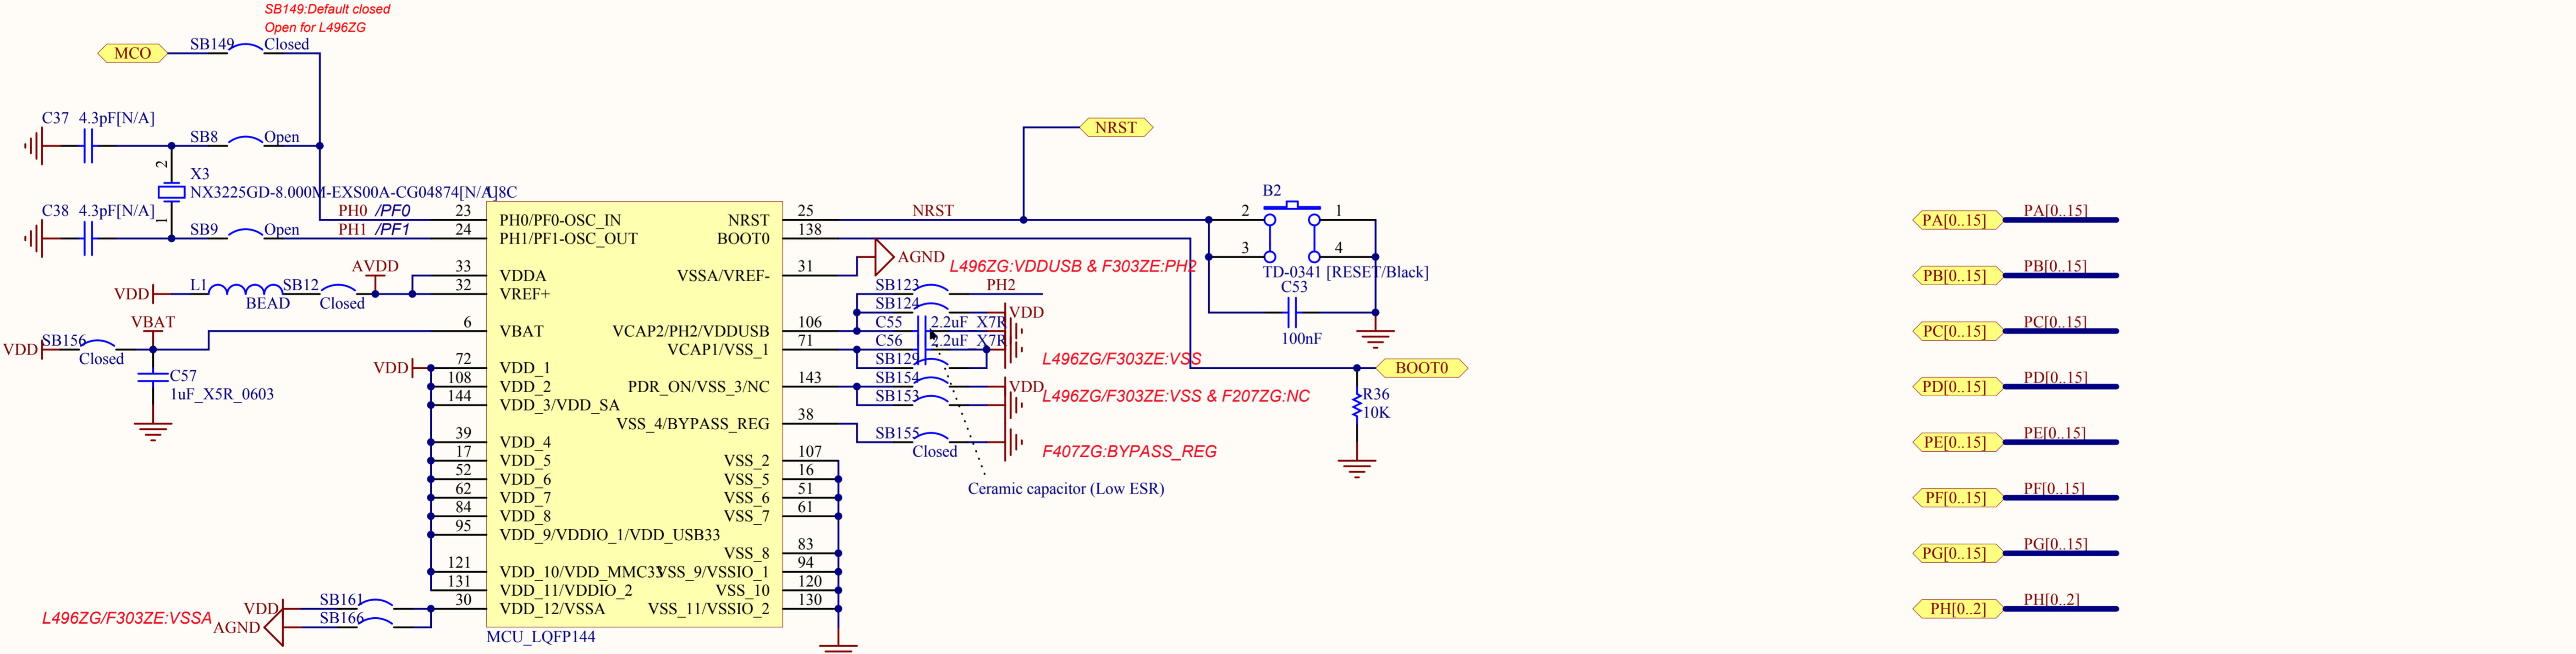 SB149:Default closed
Open for L496ZG
MCO
SB149
Closed
C37 4.3pF[N/A]
SB8
Open
2
X3
NX3225GD-8.000M-EXS00A-CG04874[N/A]
C38 4.3pF[N/A]
1
SB9
Open
PH0 /PF0
PH1 /PF1
AVDD
VDD
L1
BEAD
SB12
Closed
VBAT
VDD
SB156
Closed
C57
1uF_X5R_0603
VDD
SB161
VDD
SB166
AGND
L496ZG/F303ZE:VSSA
23 PH0/PF0-OSC_IN
24 PH1/PF1-OSC_OUT
33 VDDA
32 VREF+
6 VBAT
72 VDD_1
108 VDD_2
144 VDD_3/VDD_SA
39 VDD_4
17 VDD_5
52 VDD_6
62 VDD_7
84 VDD_8
95 VDD_9/VDDIO_1/VDD_USB33
121 VDD_10/VDD_MMC33
131 VDD_11/VDDIO_2
30 VDD_12/VSSA
NRST 25
BOOT0 138
VSSA/VREF- 31
VCAP2/PH2/VDDUSB 106
VCAP1/VSS_1 71
PDR_ON/VSS_3/NC 143
VSS_4/BYPASS_REG 38
VSS_2 107
VSS_5 16
VSS_6 51
VSS_7 61
VSS_8 83
VSS_9/VSSIO_1 94
VSS_10 120
VSS_11/VSSIO_2 130
MCU_LQFP144
NRST
NRST
AGND
L496ZG:VDDUSB & F303ZE:PH2
SB123
PH2
SB124
VDD
C55 2.2uF_X7R
C56 2.2uF_X7R
SB129
L496ZG/F303ZE:VSS
SB154
VDD
SB153
L496ZG/F303ZE:VSS & F207ZG:NC
SB155
Closed
F407ZG:BYPASS_REG
Ceramic capacitor (Low ESR)
B2
2 1
3 4
TD-0341 [RESET/Black]
C53
100nF
BOOT0
R36
10K
PA[0..15] PA[0..15]
PB[0..15] PB[0..15]
PC[0..15] PC[0..15]
PD[0..15] PD[0..15]
PE[0..15] PE[0..15]
PF[0..15] PF[0..15]
PG[0..15] PG[0..15]
PH[0..2] PH[0..2]